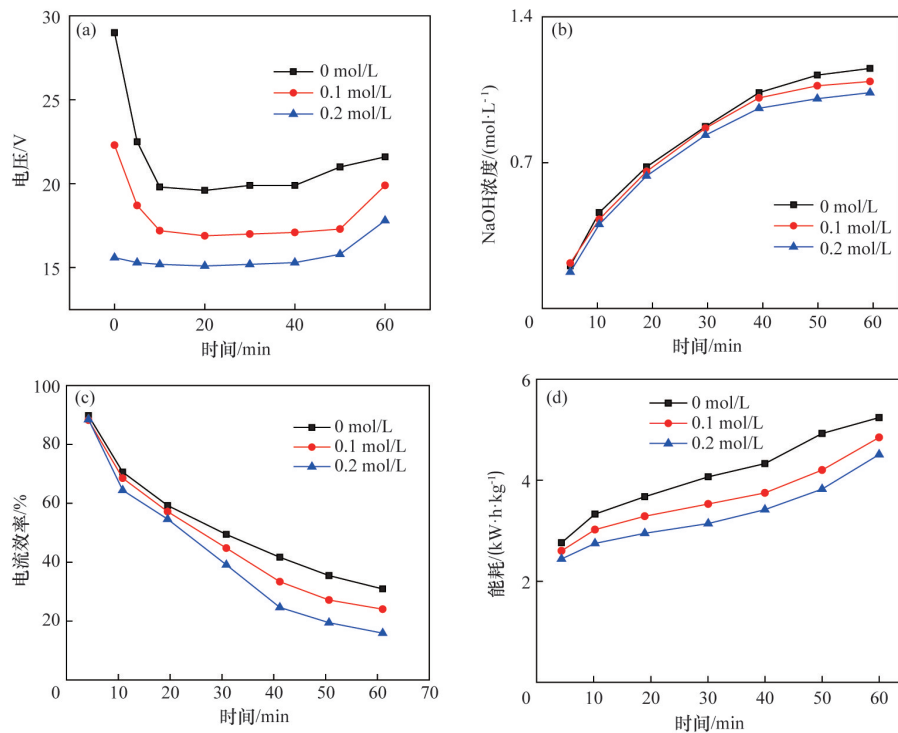 (a)
30
25
20
15
电压/V
0 mol/L
0.1 mol/L
0.2 mol/L
0 20 40 60
时间/min
(b)
1.4
0.7
0
NaOH浓度/(mol·L⁻¹)
0 mol/L
0.1 mol/L
0.2 mol/L
10 20 30 40 50 60
时间/min
(c)
100
80
60
40
20
0
电流效率/%
0 mol/L
0.1 mol/L
0.2 mol/L
10 20 30 40 50 60 70
时间/min
(d)
6
4
2
0
能耗/(kW·h·kg⁻¹)
0 mol/L
0.1 mol/L
0.2 mol/L
10 20 30 40 50 60
时间/min